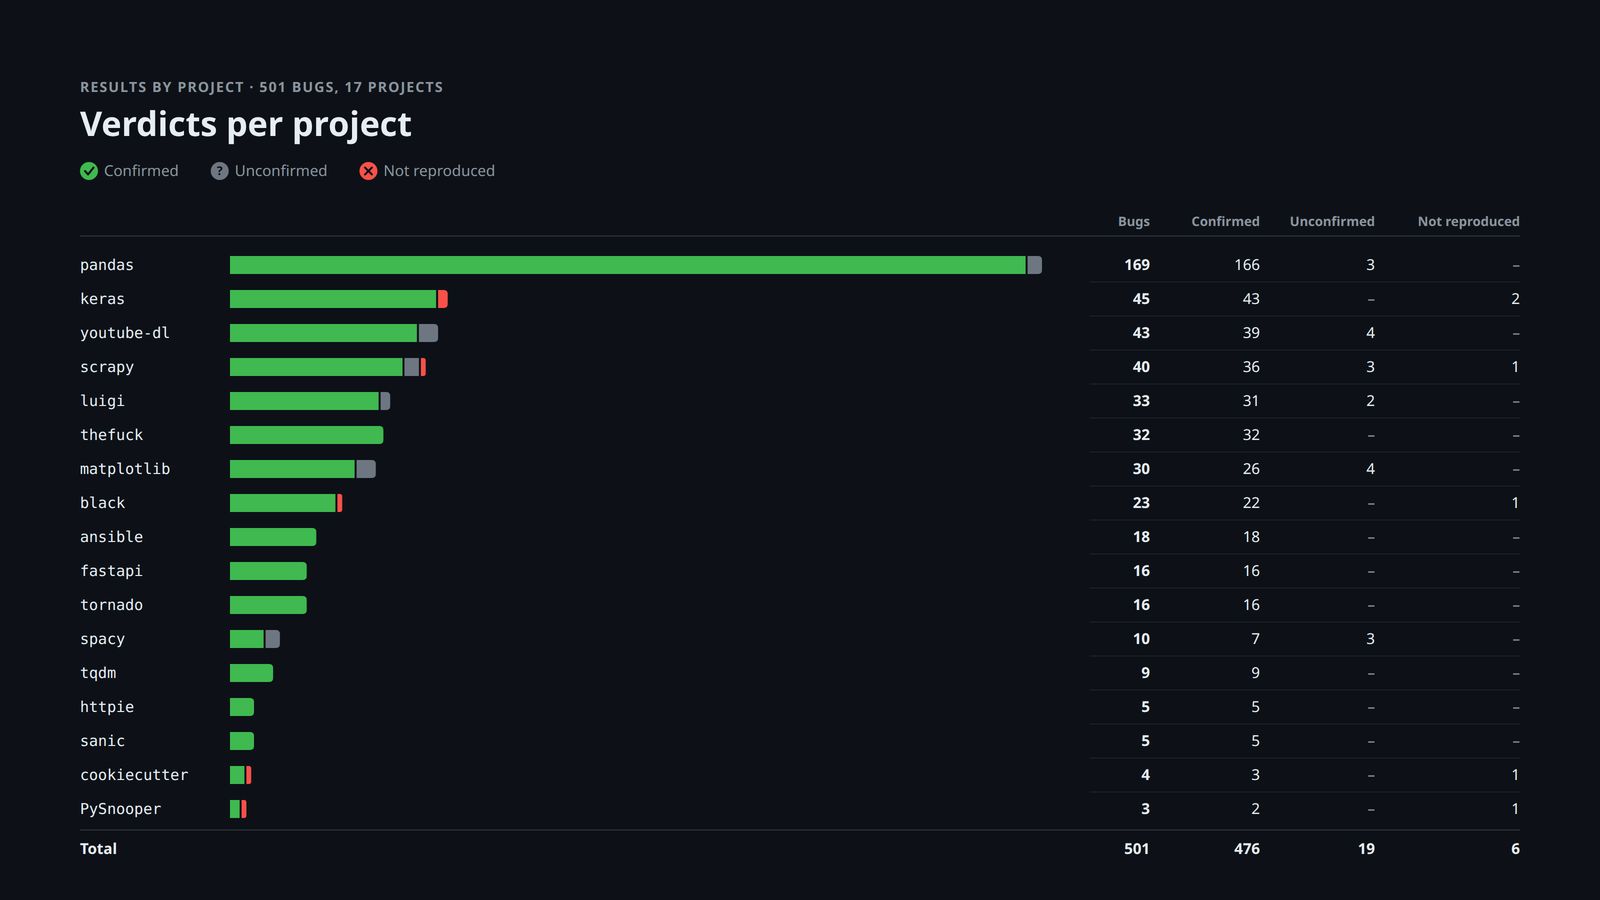 RESULTS BY PROJECT · 501 BUGS, 17 PROJECTS
Verdicts per project
Confirmed ? Unconfirmed Not reproduced
Bugs Confirmed Unconfirmed Not reproduced
pandas 169 166 3 –
keras 45 43 – 2
youtube-dl 43 39 4 –
scrapy 40 36 3 1
luigi 33 31 2 –
thefuck 32 32 – –
matplotlib 30 26 4 –
black 23 22 – 1
ansible 18 18 – –
fastapi 16 16 – –
tornado 16 16 – –
spacy 10 7 3 –
tqdm 9 9 – –
httpie 5 5 – –
sanic 5 5 – –
cookiecutter 4 3 – 1
PySnooper 3 2 – 1
Total 501 476 19 6